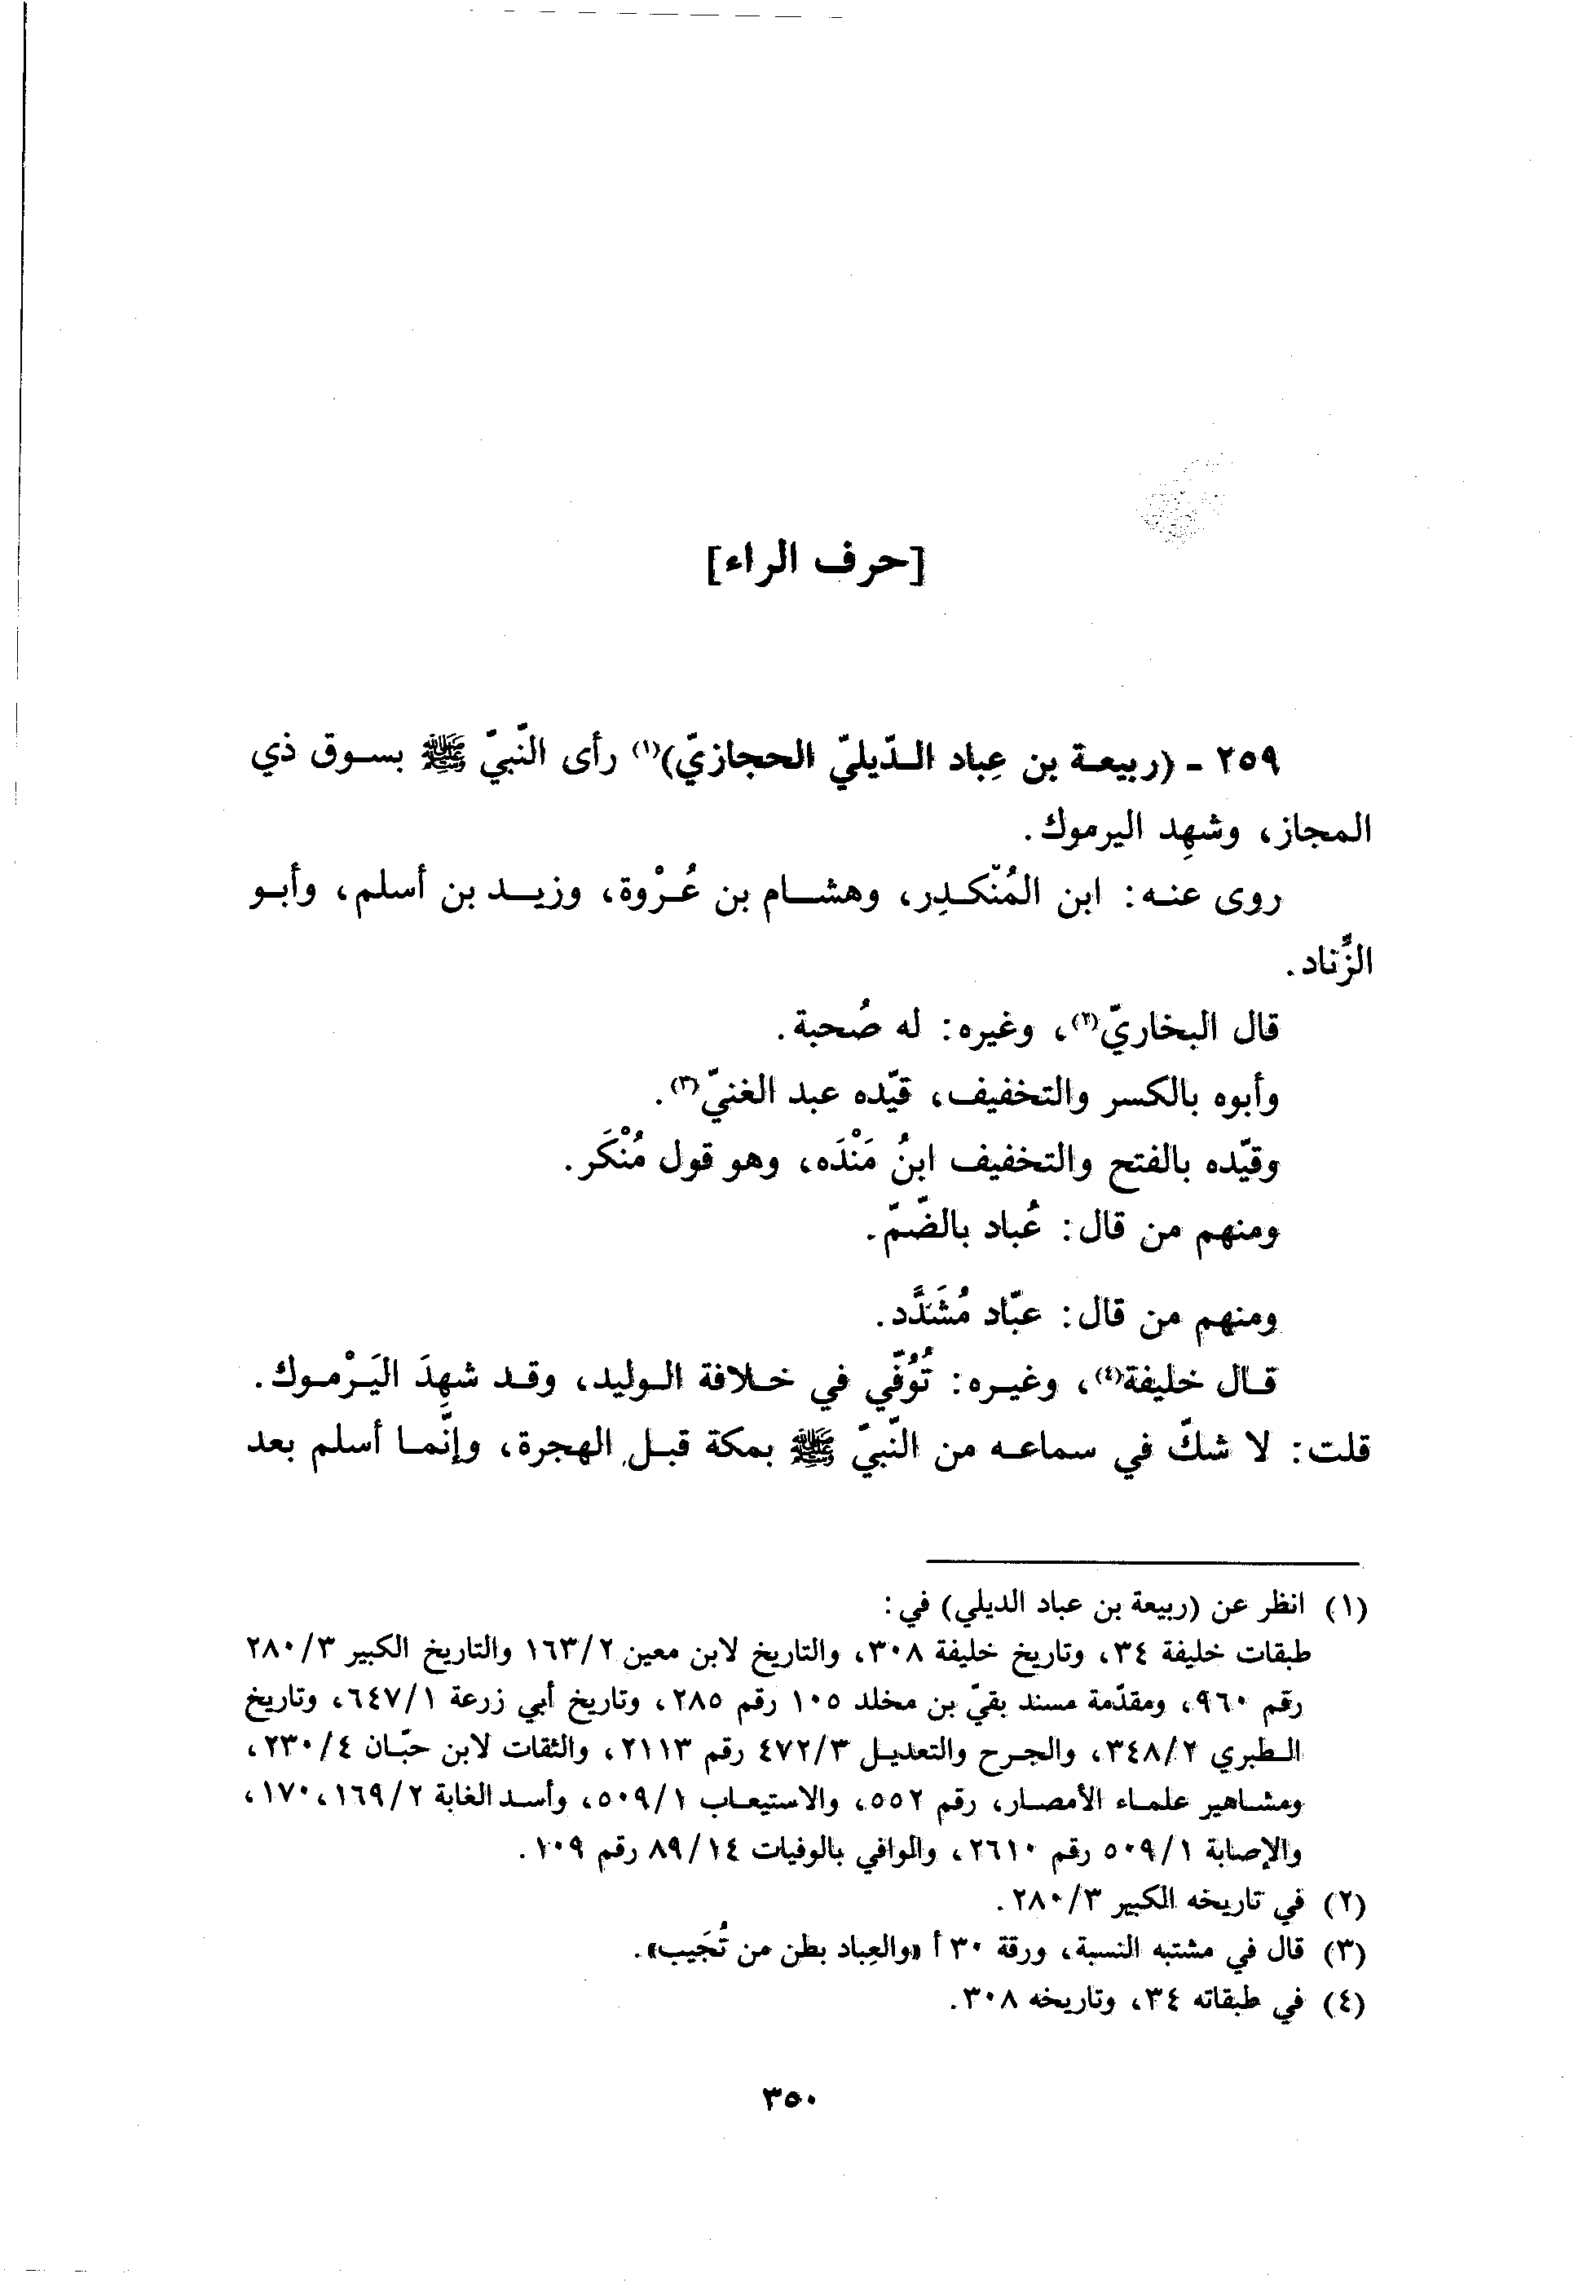 [حرف الراء]
٢٥٩ - (ربيعة بن عِباد الدّيليّ الحجازيّ)(١) رأى النّبيّ ﷺ بسوق ذي
المجاز، وشهِد اليرموك.
روى عنه: ابن المُنّكدِر، وهشام بن عُرْوة، وزيد بن أسلم، وأبو
الزِّناد.
قال البخاريّ(٢)، وغيره: له صُحبة.
وأبوه بالكسر والتخفيف، قيّده عبد الغنيّ(٣).
وقيّده بالفتح والتخفيف ابنُ مَنْدَه، وهو قول مُنْكَر.
ومنهم من قال: عُباد بالضّمّ.
ومنهم من قال: عبّاد مُشَدَّد.
قال خليفة(٤)، وغيره: تُوُفّي في خلافة الوليد، وقد شهِدَ اليَرْموك.
قلت: لا شكّ في سماعه من النّبيّ ﷺ بمكة قبل الهجرة، وإنّما أسلم بعد
(١) انظر عن (ربيعة بن عباد الديلي) في:
طبقات خليفة ٣٤، وتاريخ خليفة ٣٠٨، والتاريخ لابن معين ١٦٣/٢ والتاريخ الكبير ٢٨٠/٣
رقم ٩٦٠، ومقدّمة مسند بقيّ بن مخلد ١٠٥ رقم ٢٨٥، وتاريخ أبي زرعة ٦٤٧/١، وتاريخ
الطبري ٣٤٨/٢، والجرح والتعديل ٤٧٢/٣ رقم ٢١١٣، والثقات لابن حبّان ٢٣٠/٤،
ومشاهير علماء الأمصار، رقم ٥٥٢، والاستيعاب ٥٠٩/١، وأسد الغابة ١٦٩/٢، ١٧٠،
والإصابة ٥٠٩/١ رقم ٢٦١٠، والوافي بالوفيات ٨٩/١٤ رقم ١٠٩.
(٢) في تاريخه الكبير ٢٨٠/٣.
(٣) قال في مشتبه النسبة، ورقة ٣٠ أ «والعِباد بطن من تُجَيب».
(٤) في طبقاته ٣٤، وتاريخه ٣٠٨.
٣٥٠